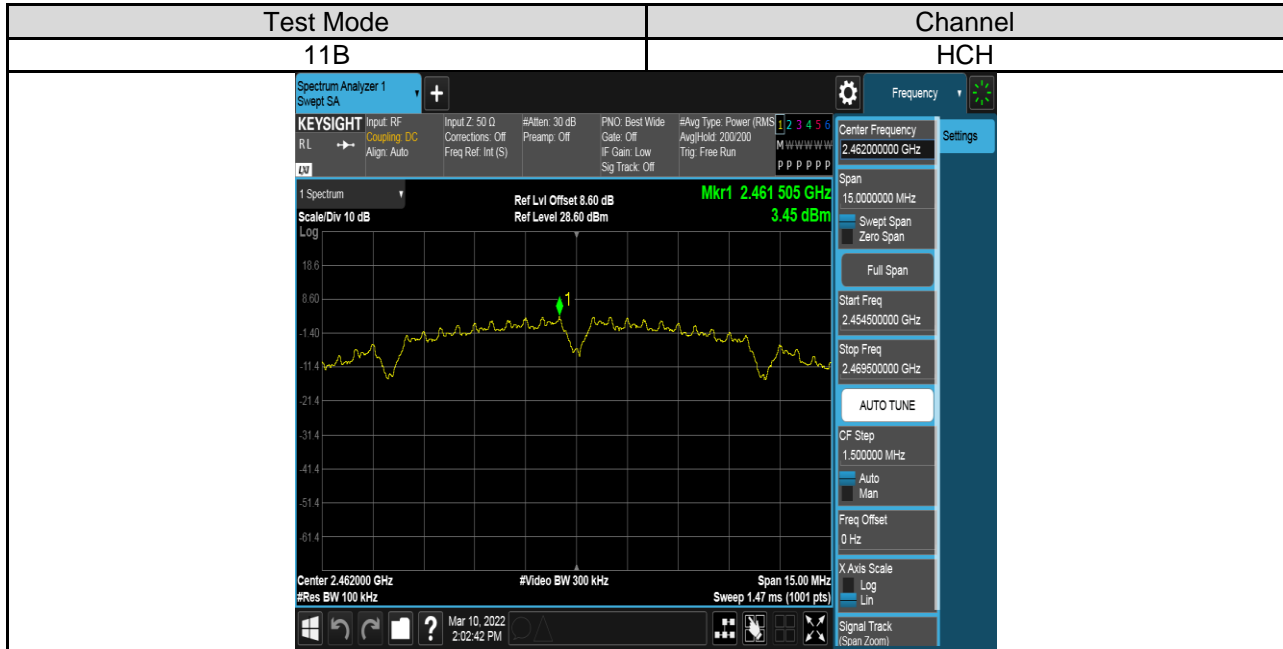 Test Mode
Channel
11B
HCH
Spectrum Analyzer 1
Swept SA
Frequency
KEYSIGHT
RL
LXI
Input: RF
Coupling: DC
Align: Auto
Input Z: 50 Ω
Corrections: Off
Freq Ref: Int (S)
#Atten: 30 dB
Preamp: Off
PNO: Best Wide
Gate: Off
IF Gain: Low
Sig Track: Off
#Avg Type: Power (RMS
Avg|Hold: 200/200
Trig: Free Run
1 2 3 4 5 6
M W W W W W
P P P P P P
1 Spectrum
Scale/Div 10 dB
Log
Ref Lvl Offset 8.60 dB
Ref Level 28.60 dBm
Mkr1 2.461 505 GHz
3.45 dBm
18.6
8.60
-1.40
-11.4
-21.4
-31.4
-41.4
-51.4
-61.4
1
Center 2.462000 GHz
#Res BW 100 kHz
#Video BW 300 kHz
Span 15.00 MHz
Sweep 1.47 ms (1001 pts)
?
Mar 10, 2022
2:02:42 PM
Center Frequency
2.462000000 GHz
Settings
Span
15.0000000 MHz
Swept Span
Zero Span
Full Span
Start Freq
2.454500000 GHz
Stop Freq
2.469500000 GHz
AUTO TUNE
CF Step
1.500000 MHz
Auto
Man
Freq Offset
0 Hz
X Axis Scale
Log
Lin
Signal Track
(Span Zoom)